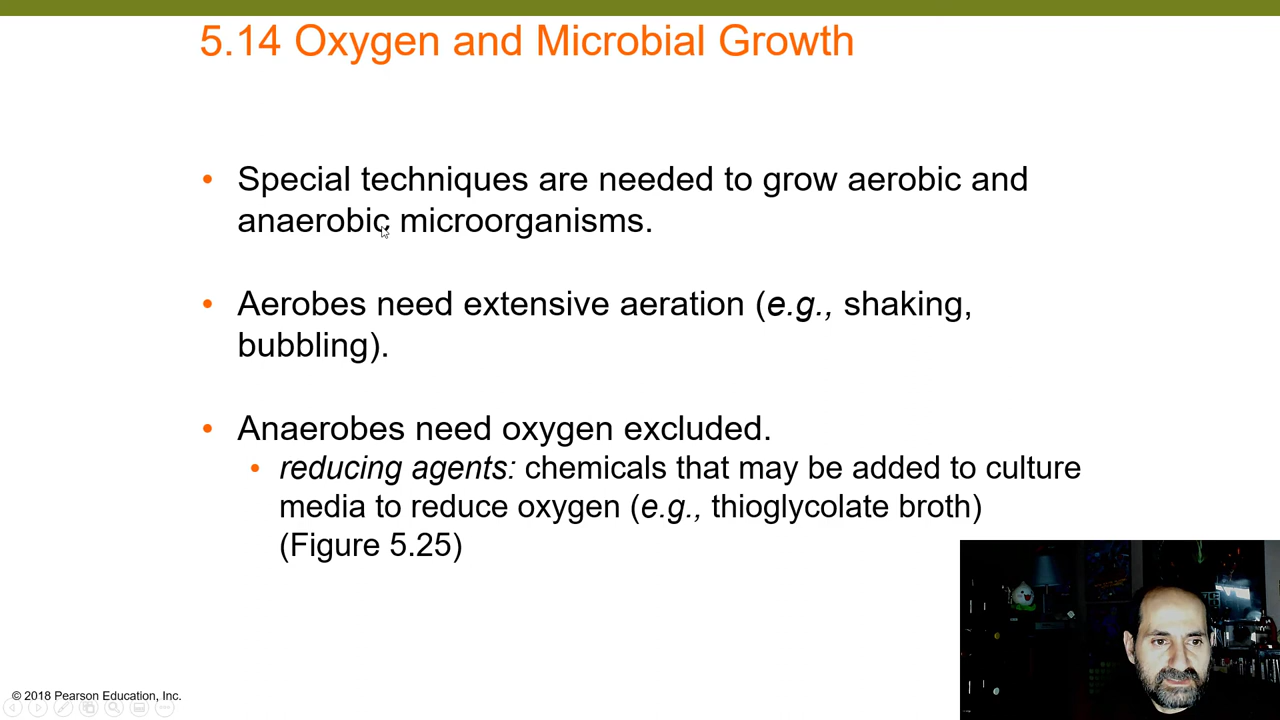 5.14 Oxygen and Microbial Growth
• Special techniques are needed to grow aerobic and
anaerobic microorganisms.
• Aerobes need extensive aeration (e.g., shaking,
bubbling).
• Anaerobes need oxygen excluded.
• reducing agents: chemicals that may be added to culture
media to reduce oxygen (e.g., thioglycolate broth)
(Figure 5.25)
© 2018 Pearson Education, Inc.